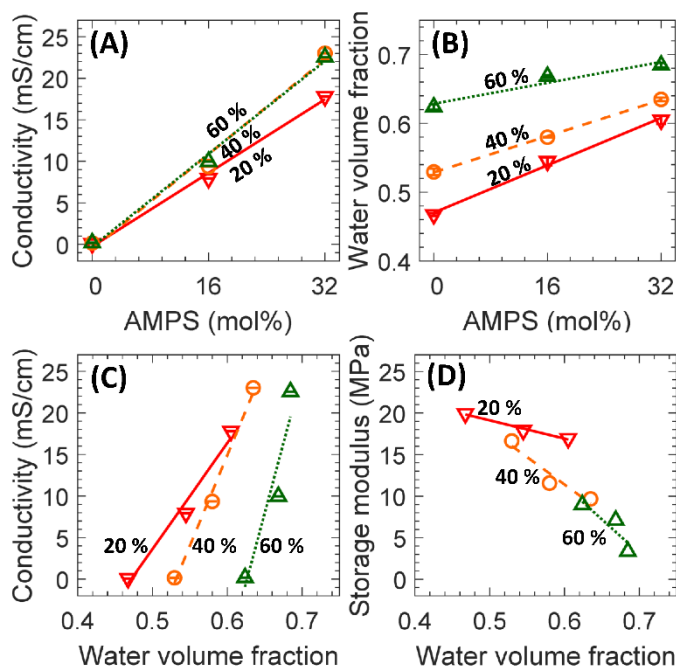 (A)
Conductivity (mS/cm)
25
20
15
10
5
0
60 %
40 %
20 %
0 16 32
AMPS (mol%)
(B)
Water volume fraction
0.7
0.6
0.5
0.4
60 %
40 %
20 %
0 16 32
AMPS (mol%)
(C)
Conductivity (mS/cm)
25
20
15
10
5
0
20 % 40 % 60 %
0.4 0.5 0.6 0.7
Water volume fraction
(D)
Storage modulus (MPa)
25
20
15
10
5
0
20 %
40 %
60 %
0.4 0.5 0.6 0.7
Water volume fraction